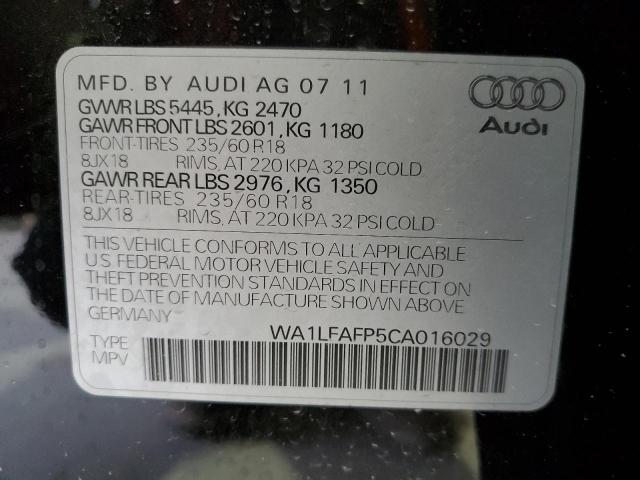 MFD. BY AUDI AG 07 11
GVWR LBS 5445, KG 2470
GAWR FRONT LBS 2601, KG 1180
FRONT-TIRES 235/60 R18
8JX18 RIMS, AT 220 KPA 32 PSI COLD
GAWR REAR LBS 2976, KG 1350
REAR-TIRES 235/60 R18
8JX18 RIMS, AT 220 KPA 32 PSI COLD
Audi
THIS VEHICLE CONFORMS TO ALL APPLICABLE
U.S. FEDERAL MOTOR VEHICLE SAFETY AND
THEFT PREVENTION STANDARDS IN EFFECT ON
THE DATE OF MANUFACTURE SHOWN ABOVE
GERMANY
WA1LFAFP5CA016029
TYPE
MPV